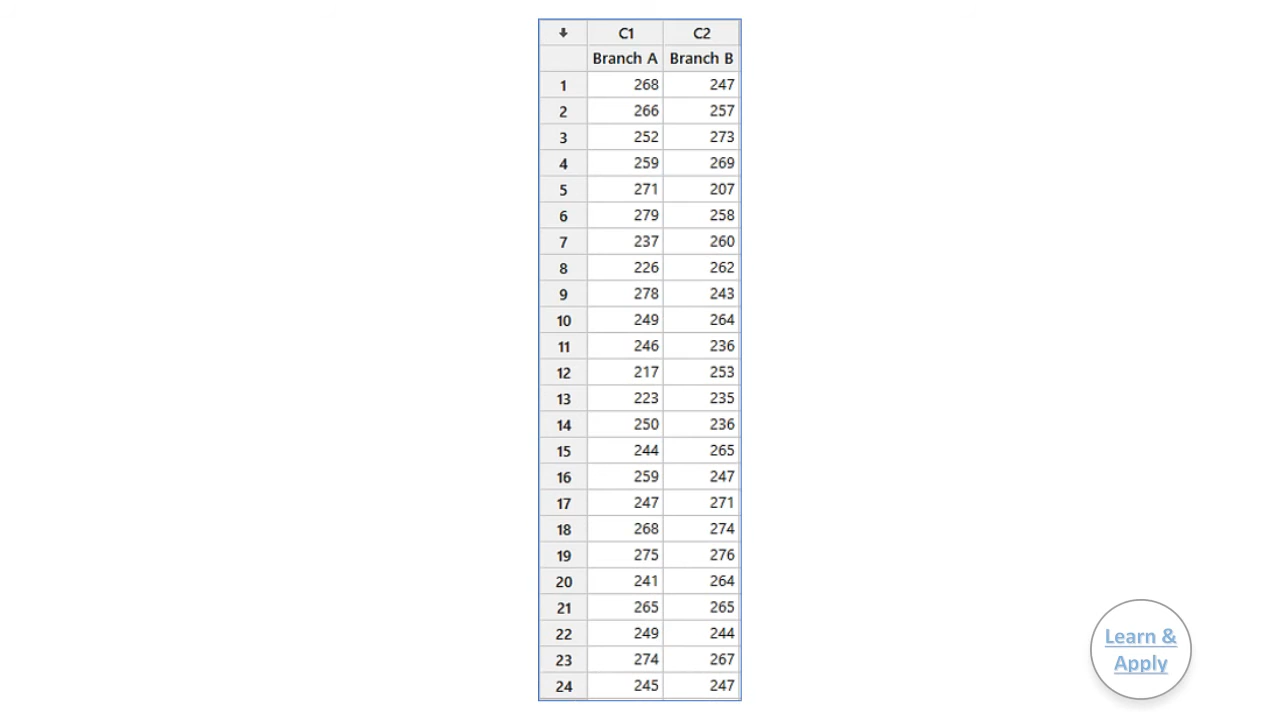 C1 C2
Branch A Branch B
1 268 247
2 266 257
3 252 273
4 259 269
5 271 207
6 279 258
7 237 260
8 226 262
9 278 243
10 249 264
11 246 236
12 217 253
13 223 235
14 250 236
15 244 265
16 259 247
17 247 271
18 268 274
19 275 276
20 241 264
21 265 265
22 249 244
23 274 267
24 245 247
Learn &
Apply